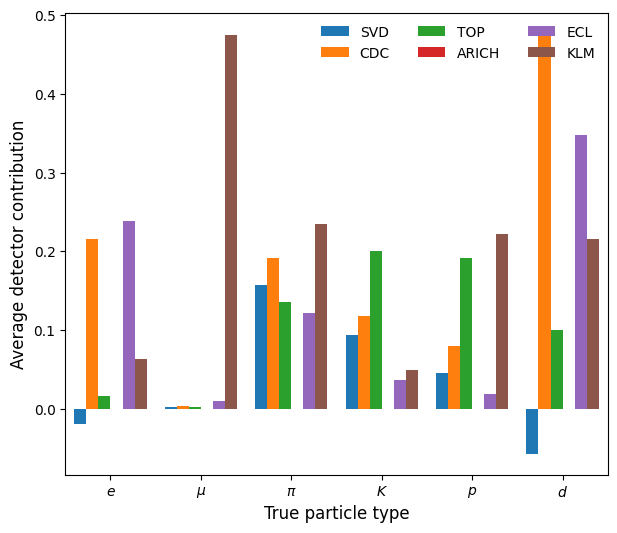 SVD
CDC
TOP
ARICH
ECL
KLM
Average detector contribution
0.5
0.4
0.3
0.2
0.1
0.0
e
μ
π
K
p
d
True particle type